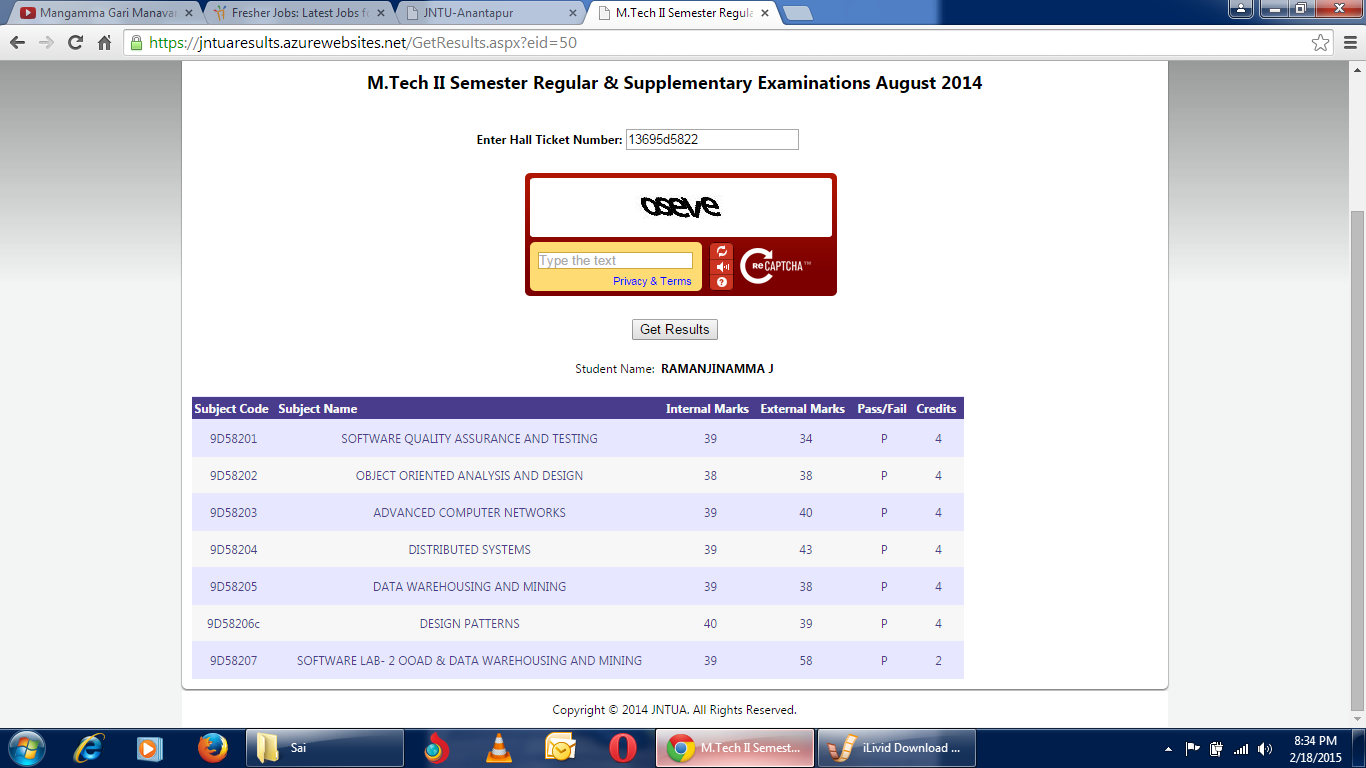 Mangamma Gari Manavar
Fresher Jobs: Latest Jobs fo
JNTU-Anantapur
M.Tech II Semester Regula
https://jntuaresults.azurewebsites.net/GetResults.aspx?eid=50
M.Tech II Semester Regular & Supplementary Examinations August 2014
Enter Hall Ticket Number: 13695d5822
oseve
Type the text
Privacy & Terms
reCAPTCHA™
Get Results
Student Name: RAMANJINAMMA J
Subject Code Subject Name Internal Marks External Marks Pass/Fail Credits
9D58201 SOFTWARE QUALITY ASSURANCE AND TESTING 39 34 P 4
9D58202 OBJECT ORIENTED ANALYSIS AND DESIGN 38 38 P 4
9D58203 ADVANCED COMPUTER NETWORKS 39 40 P 4
9D58204 DISTRIBUTED SYSTEMS 39 43 P 4
9D58205 DATA WAREHOUSING AND MINING 39 38 P 4
9D58206c DESIGN PATTERNS 40 39 P 4
9D58207 SOFTWARE LAB- 2 OOAD & DATA WAREHOUSING AND MINING 39 58 P 2
Copyright © 2014 JNTUA. All Rights Reserved.
Sai
M.Tech II Semest...
iLivid Download ...
8:34 PM
2/18/2015